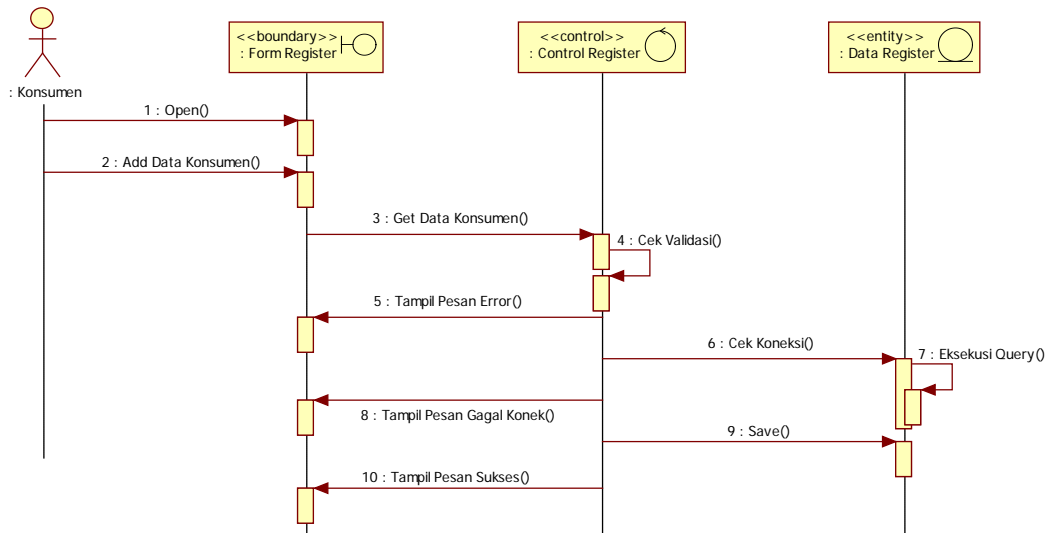 <<boundary>>
: Form Register
<<control>>
: Control Register
<<entity>>
: Data Register
: Konsumen
1 : Open()
2 : Add Data Konsumen()
3 : Get Data Konsumen()
4 : Cek Validasi()
5 : Tampil Pesan Error()
6 : Cek Koneksi()
7 : Eksekusi Query()
8 : Tampil Pesan Gagal Konek()
9 : Save()
10 : Tampil Pesan Sukses()